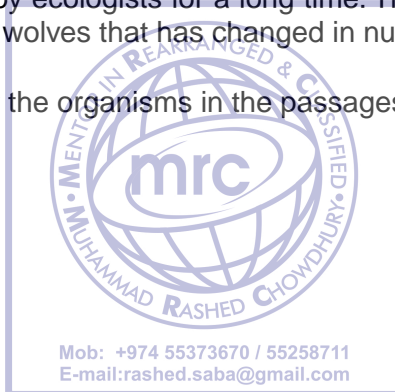 by ecologists for a long time.
wolves that has changed in nu
the organisms in the passages
MENTOR IN REARRANGED & CLASSIFIED
mrc
• MUHAMMAD RASHED CHOWDHURY •
Mob: +974 55373670 / 55258711
E-mail:rashed.saba@gmail.com